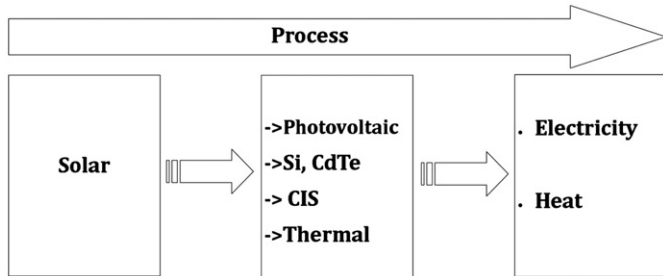 Process
Solar
->Photovoltaic
->Si, CdTe
-> CIS
->Thermal
. Electricity
. Heat